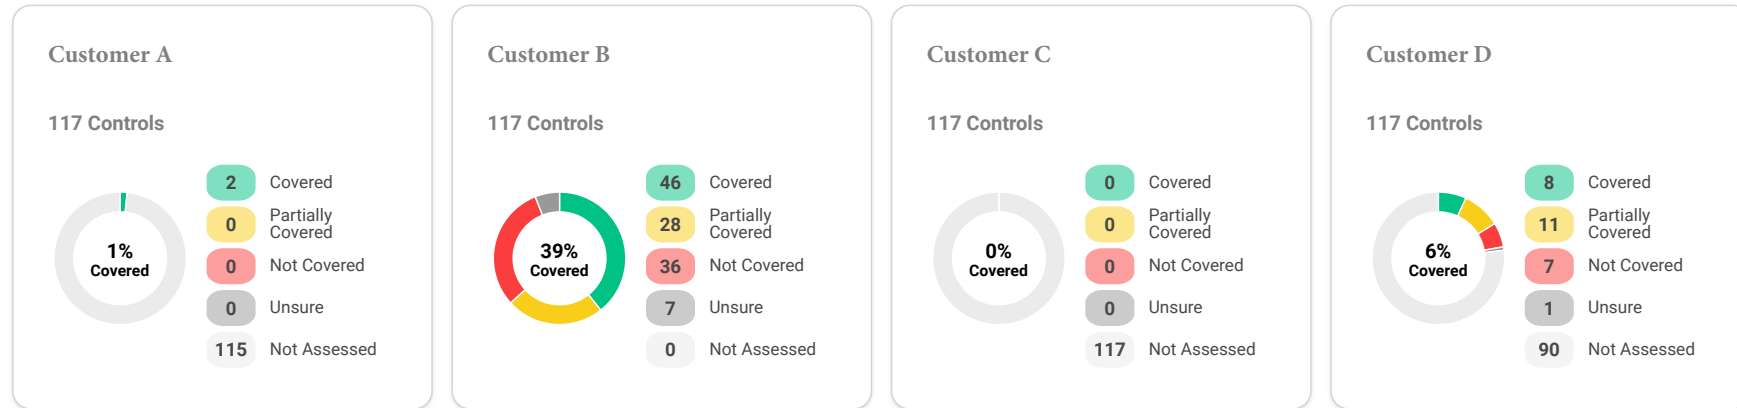 Customer A
117 Controls
1%
Covered
2 Covered
0 Partially
Covered
0 Not Covered
0 Unsure
115 Not Assessed
Customer B
117 Controls
39%
Covered
46 Covered
28 Partially
Covered
36 Not Covered
7 Unsure
0 Not Assessed
Customer C
117 Controls
0%
Covered
0 Covered
0 Partially
Covered
0 Not Covered
0 Unsure
117 Not Assessed
Customer D
117 Controls
6%
Covered
8 Covered
11 Partially
Covered
7 Not Covered
1 Unsure
90 Not Assessed